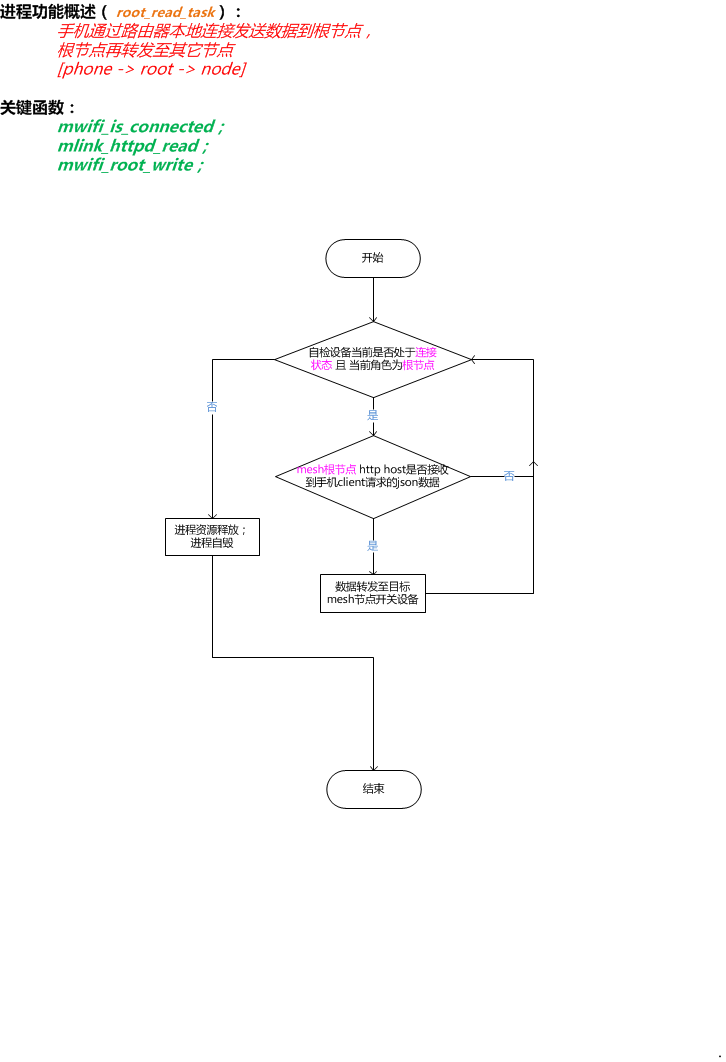 进程功能概述（ root_read_task）：
手机通过路由器本地连接发送数据到根节点，
根节点再转发至其它节点
[phone -> root -> node]
关键函数：
mwifi_is_connected；
mlink_httpd_read；
mwifi_root_write；
开始
自检设备当前是否处于连接
状态 且 当前角色为根节点
否
是
mesh根节点 http host是否接收
到手机client请求的json数据
否
进程资源释放；
进程自毁
是
数据转发至目标
mesh节点开关设备
结束
.